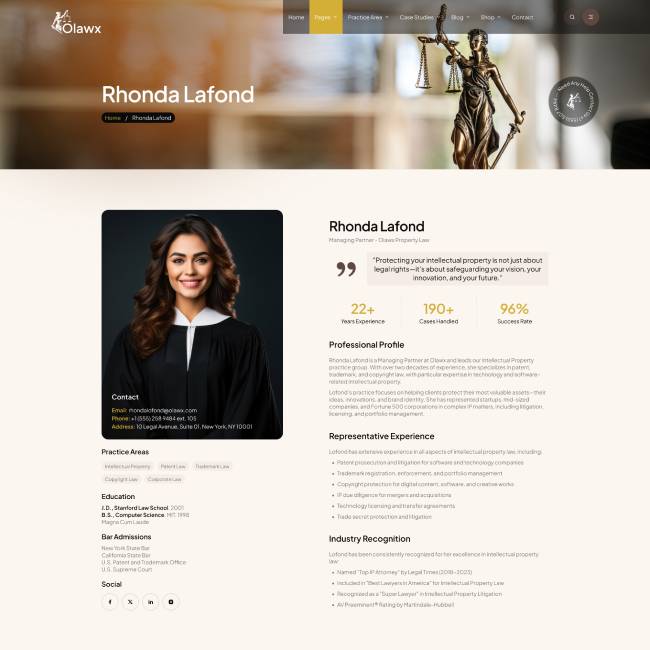 Olawx
Home Pages Practice Area Case Studies Blog Shop Contact
Rhonda Lafond
Home / Rhonda Lafond
Need Any Help
Rhonda Lafond
Managing Partner - Olawx Property Law
"Protecting your intellectual property is not just about
legal rights—it's about safeguarding your vision, your
innovation, and your future."
22+ 190+ 96%
Years Experience Cases Handled Success Rate
Professional Profile
Rhonda Lafond is a Managing Partner at Olawx and leads our Intellectual Property
practice group. With over two decades of experience, she specializes in patent,
trademark, and copyright law, with particular expertise in technology and software-
related intellectual property.
Lafond's practice focuses on helping clients protect their most valuable assets—their
ideas, innovations, and brand identity. She has represented startups, mid-sized
companies, and Fortune 500 corporations in complex IP matters, including litigation,
licensing, and portfolio management.
Representative Experience
Lafond has extensive experience in all aspects of intellectual property law, including:
• Patent prosecution and litigation for software and technology companies
• Trademark registration, enforcement, and portfolio management
• Copyright protection for digital content, software, and creative works
• IP due diligence for mergers and acquisitions
• Technology licensing and transfer agreements
• Trade secret protection and litigation
Industry Recognition
Lafond has been consistently recognized for her excellence in intellectual property
law:
• Named "Top IP Attorney" by Legal Times (2018-2023)
• Included in "Best Lawyers in America" for Intellectual Property Law
• Recognized as a "Super Lawyer" in Intellectual Property Litigation
• AV Preeminent® Rating by Martindale-Hubbell
Contact
Email: rhondalafond@olawx.com
Phone: +1 (555) 258 9484 ext. 105
Address: 10 Legal Avenue, Suite 01, New York, NY 10001
Practice Areas
Intellectual Property Patent Law Trademark Law
Copyright Law Corporate Law
Education
J.D., Stanford Law School, 2001
B.S., Computer Science, MIT, 1998
Magna Cum Laude
Bar Admissions
New York State Bar
California State Bar
U.S. Patent and Trademark Office
U.S. Supreme Court
Social